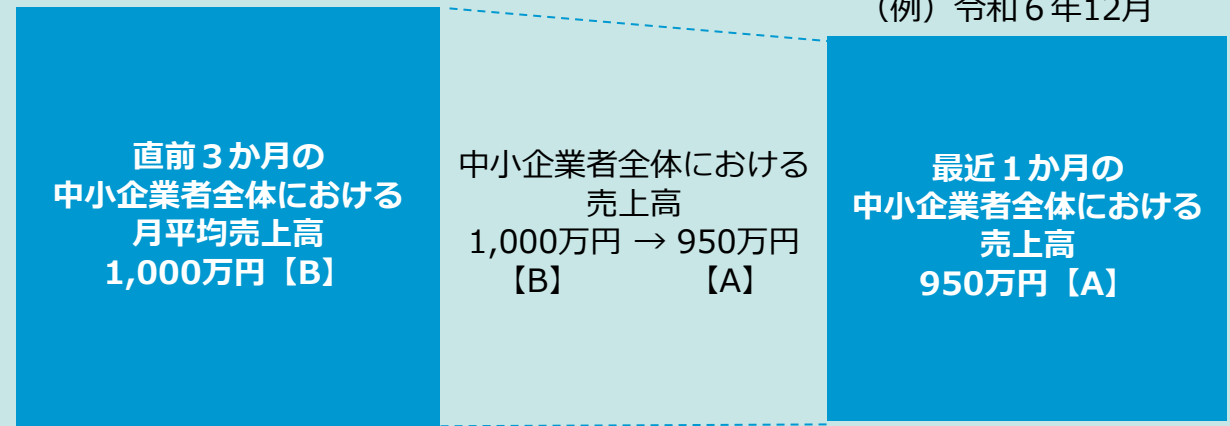 （例）令和６年12月
直前３か月の
中小企業者全体における
月平均売上高
1,000万円【B】
中小企業者全体における
売上高
1,000万円 → 950万円
【B】　　　【A】
最近１か月の
中小企業者全体における
売上高
950万円【A】